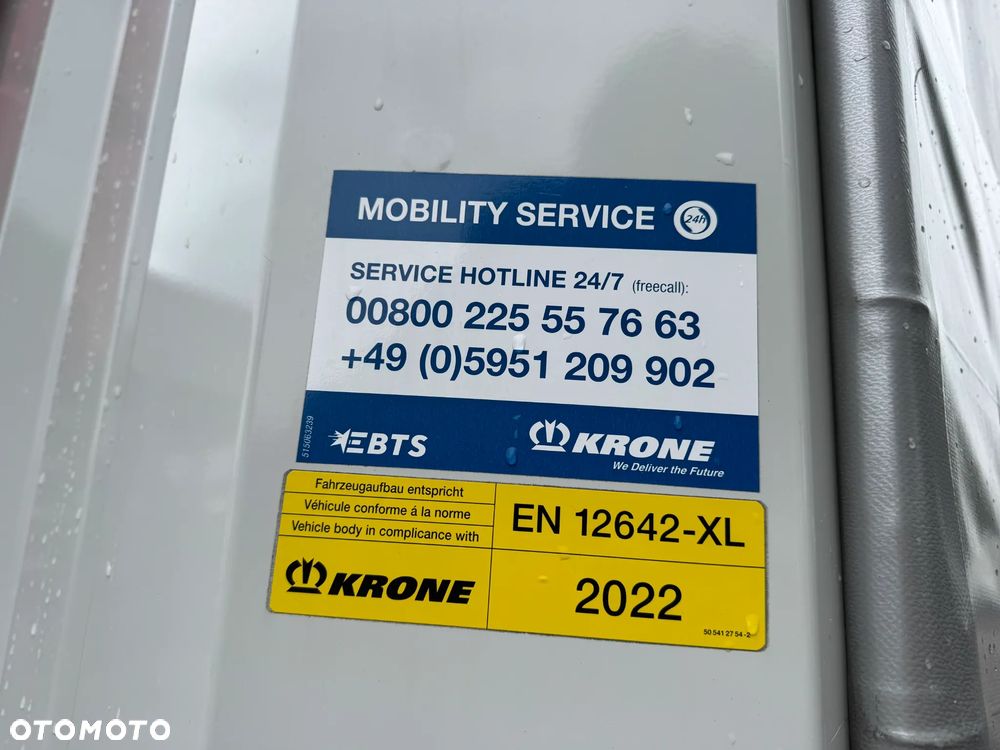 MOBILITY SERVICE 24h
SERVICE HOTLINE 24/7 (freecall):
00800 225 55 76 63
+49 (0)5951 209 902
515063239
EBTS
KRONE
We Deliver the Future
Fahrzeugaufbau entspricht
Véhicule conforme á la norme
Vehicle body in complicance with
EN 12642-XL
KRONE
2022
50 541 27 54 -2
OTOMOTO